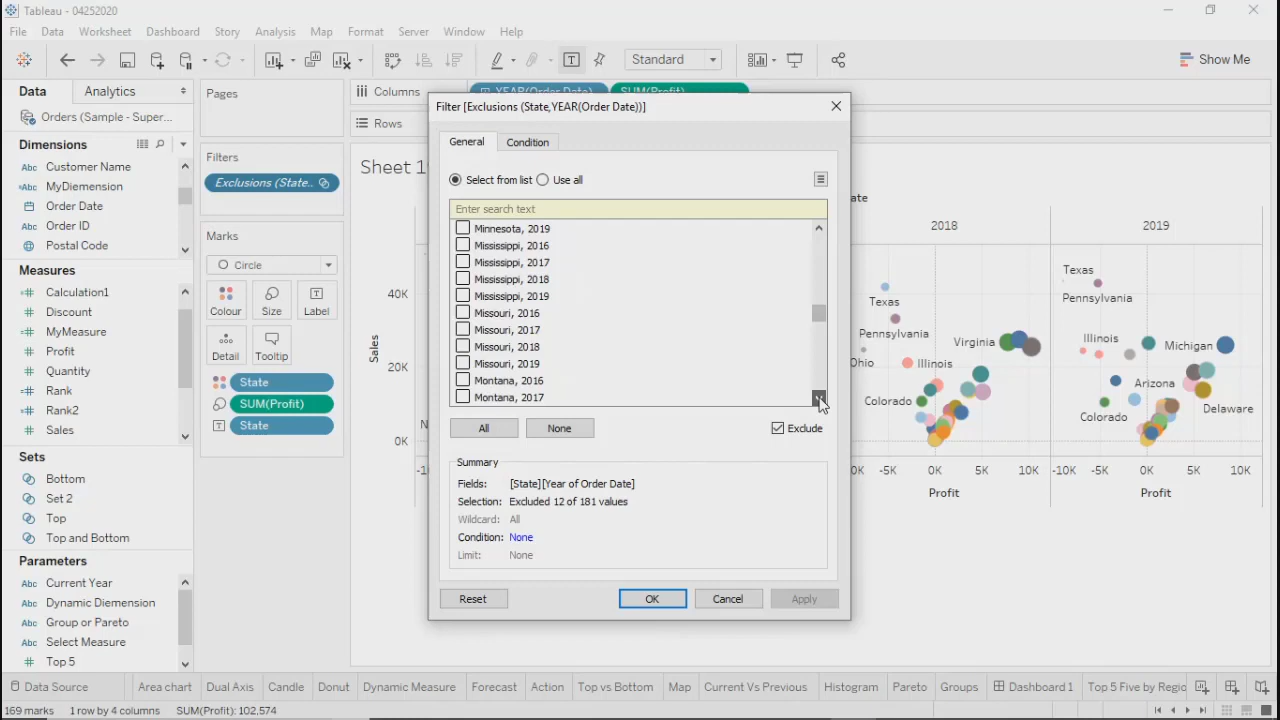 Tableau - 04252020
File Data Worksheet Dashboard Story Analysis Map Format Server Window Help
Standard
Show Me
Data Analytics
Orders (Sample - Super...
Dimensions
Customer Name
MyDiemension
Order Date
Order ID
Postal Code
Measures
Calculation1
Discount
MyMeasure
Profit
Quantity
Rank
Rank2
Sales
Sets
Bottom
Set 2
Top
Top and Bottom
Parameters
Current Year
Dynamic Diemension
Group or Pareto
Select Measure
Top 5
Pages
Filters
Exclusions (State..
Marks
Circle
Colour Size Label
Detail Tooltip
State
SUM(Profit)
State
Columns
YEAR(Order Date) SUM(Profit)
Rows
Sheet 1
Filter [Exclusions (State,YEAR(Order Date))]
General Condition
Select from list Use all
Enter search text
Minnesota, 2019
Mississippi, 2016
Mississippi, 2017
Mississippi, 2018
Mississippi, 2019
Missouri, 2016
Missouri, 2017
Missouri, 2018
Missouri, 2019
Montana, 2016
Montana, 2017
All None Exclude
Summary
Fields: [State][Year of Order Date]
Selection: Excluded 12 of 181 values
Wildcard: All
Condition: None
Limit: None
Reset OK Cancel Apply
ate
2018 2019
Sales
40K
20K
0K
N
-10
Texas
Pennsylvania
Ohio
Illinois
Virginia
Colorado
0K -5K 0K 5K 10K
Profit
Texas
Pennsylvania
Illinois
Michigan
Arizona
Colorado
Delaware
-10K -5K 0K 5K 10K
Profit
Data Source Area chart Dual Axis Candle Donut Dynamic Measure Forecast Action Top vs Bottom Map Current Vs Previous Histogram Pareto Groups Dashboard 1 Top 5 Five by Regio
169 marks 1 row by 4 columns SUM(Profit): 102,574